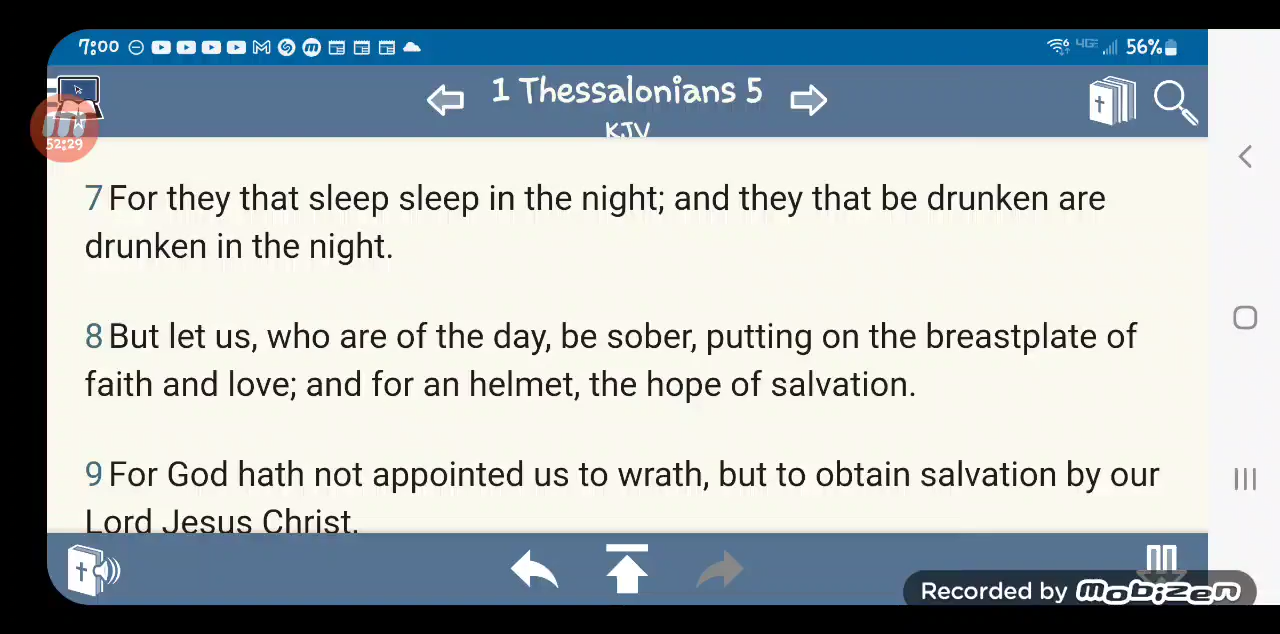 7:00 56%
1 Thessalonians 5
KJV
52:29
7 For they that sleep sleep in the night; and they that be drunken are
drunken in the night.
8 But let us, who are of the day, be sober, putting on the breastplate of
faith and love; and for an helmet, the hope of salvation.
9 For God hath not appointed us to wrath, but to obtain salvation by our
Lord Jesus Christ,
Recorded by mobizen